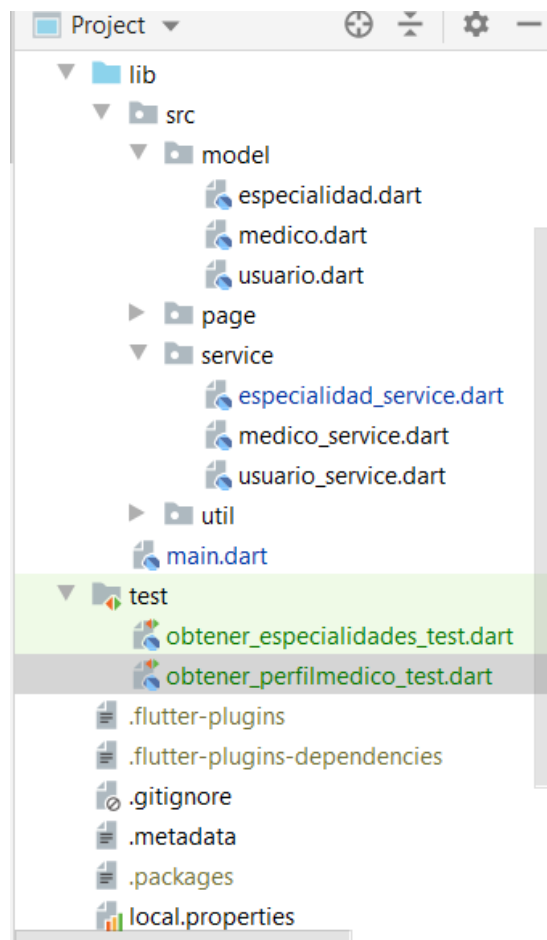 Project
lib
src
model
especialidad.dart
medico.dart
usuario.dart
page
service
especialidad_service.dart
medico_service.dart
usuario_service.dart
util
main.dart
test
obtener_especialidades_test.dart
obtener_perfilmedico_test.dart
.flutter-plugins
.flutter-plugins-dependencies
.gitignore
.metadata
.packages
local.properties